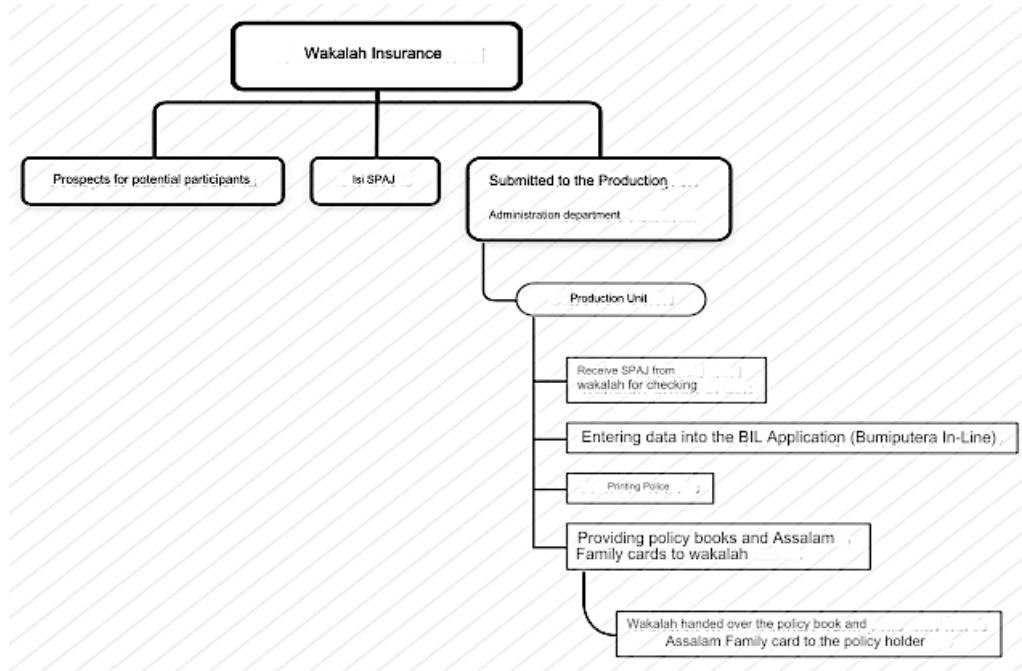 Wakalah Insurance
Prospects for potential participants
Isi SPAJ
Submitted to the Production
Administration department
Production Unit
Receive SPAJ from
wakalah for checking
Entering data into the BIL Application (Bumiputera In-Line)
Printing Police
Providing policy books and Assalam
Family cards to wakalah
Wakalah handed over the policy book and
Assalam Family card to the policy holder